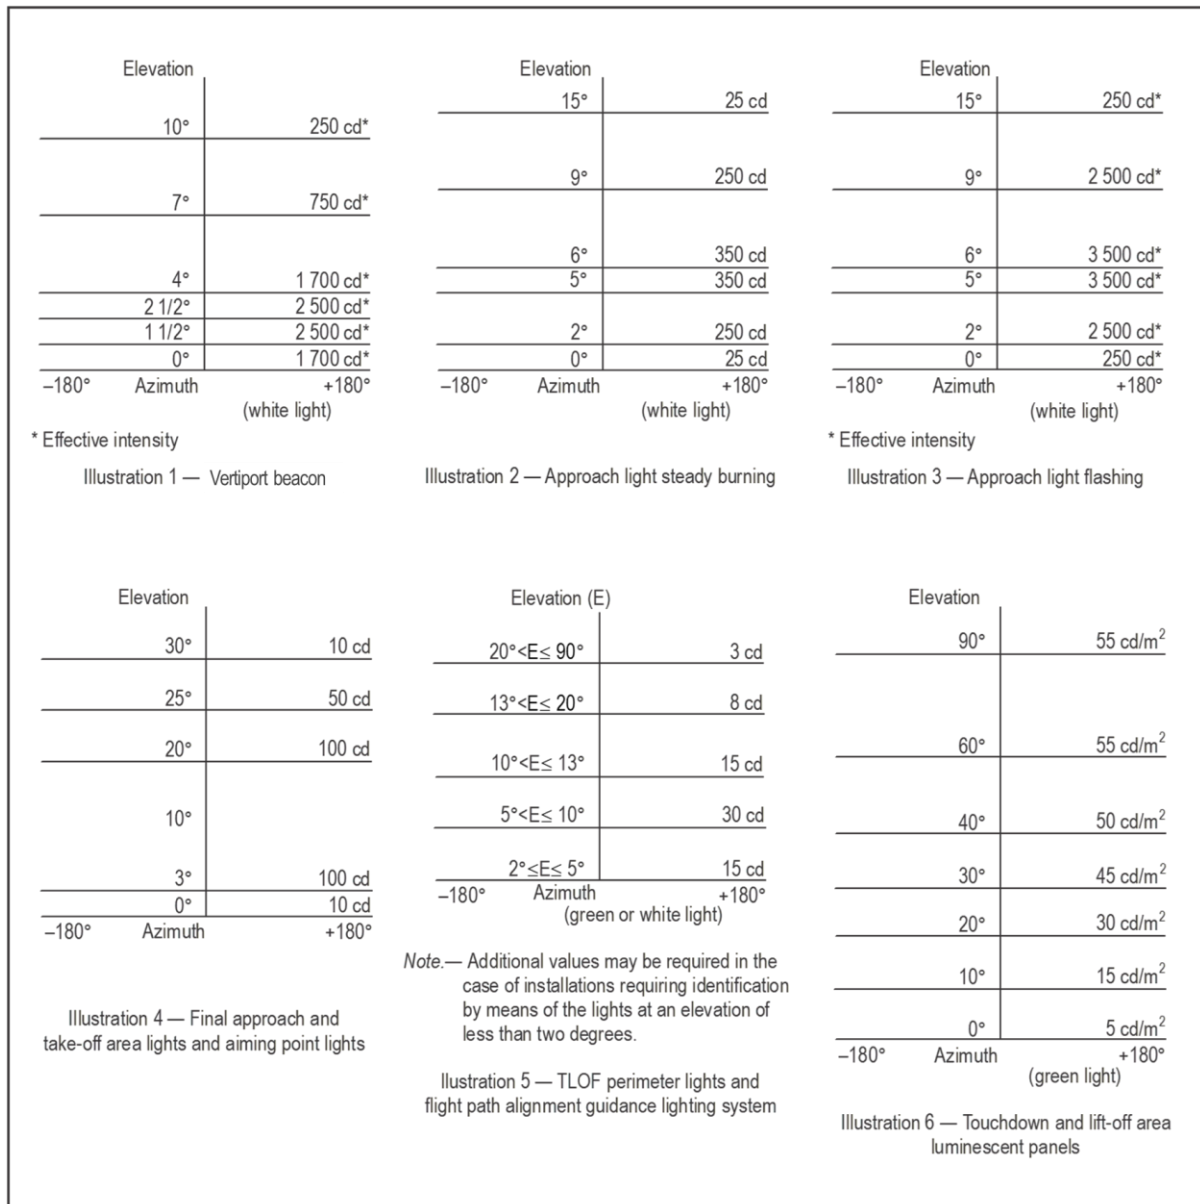 Elevation
10° 250 cd*
7° 750 cd*
4° 1 700 cd*
2 1/2° 2 500 cd*
1 1/2° 2 500 cd*
0° 1 700 cd*
–180° Azimuth +180°
(white light)
* Effective intensity
Illustration 1 — Vertiport beacon
Elevation
15° 25 cd
9° 250 cd
6° 350 cd
5° 350 cd
2° 250 cd
0° 25 cd
–180° Azimuth +180°
(white light)
Illustration 2 — Approach light steady burning
Elevation
15° 250 cd*
9° 2 500 cd*
6° 3 500 cd*
5° 3 500 cd*
2° 2 500 cd*
0° 250 cd*
–180° Azimuth +180°
(white light)
* Effective intensity
Illustration 3 — Approach light flashing
Elevation
30° 10 cd
25° 50 cd
20° 100 cd
10°
3° 100 cd
0° 10 cd
–180° Azimuth +180°
Illustration 4 — Final approach and
take-off area lights and aiming point lights
Elevation (E)
20°<E≤ 90° 3 cd
13°<E≤ 20° 8 cd
10°<E≤ 13° 15 cd
5°<E≤ 10° 30 cd
2°≤E≤ 5° 15 cd
–180° Azimuth +180°
(green or white light)
Note.— Additional values may be required in the
case of installations requiring identification
by means of the lights at an elevation of
less than two degrees.
Ilustration 5 — TLOF perimeter lights and
flight path alignment guidance lighting system
Elevation
90° 55 cd/m²
60° 55 cd/m²
40° 50 cd/m²
30° 45 cd/m²
20° 30 cd/m²
10° 15 cd/m²
0° 5 cd/m²
–180° Azimuth +180°
(green light)
Illustration 6 — Touchdown and lift-off area
luminescent panels